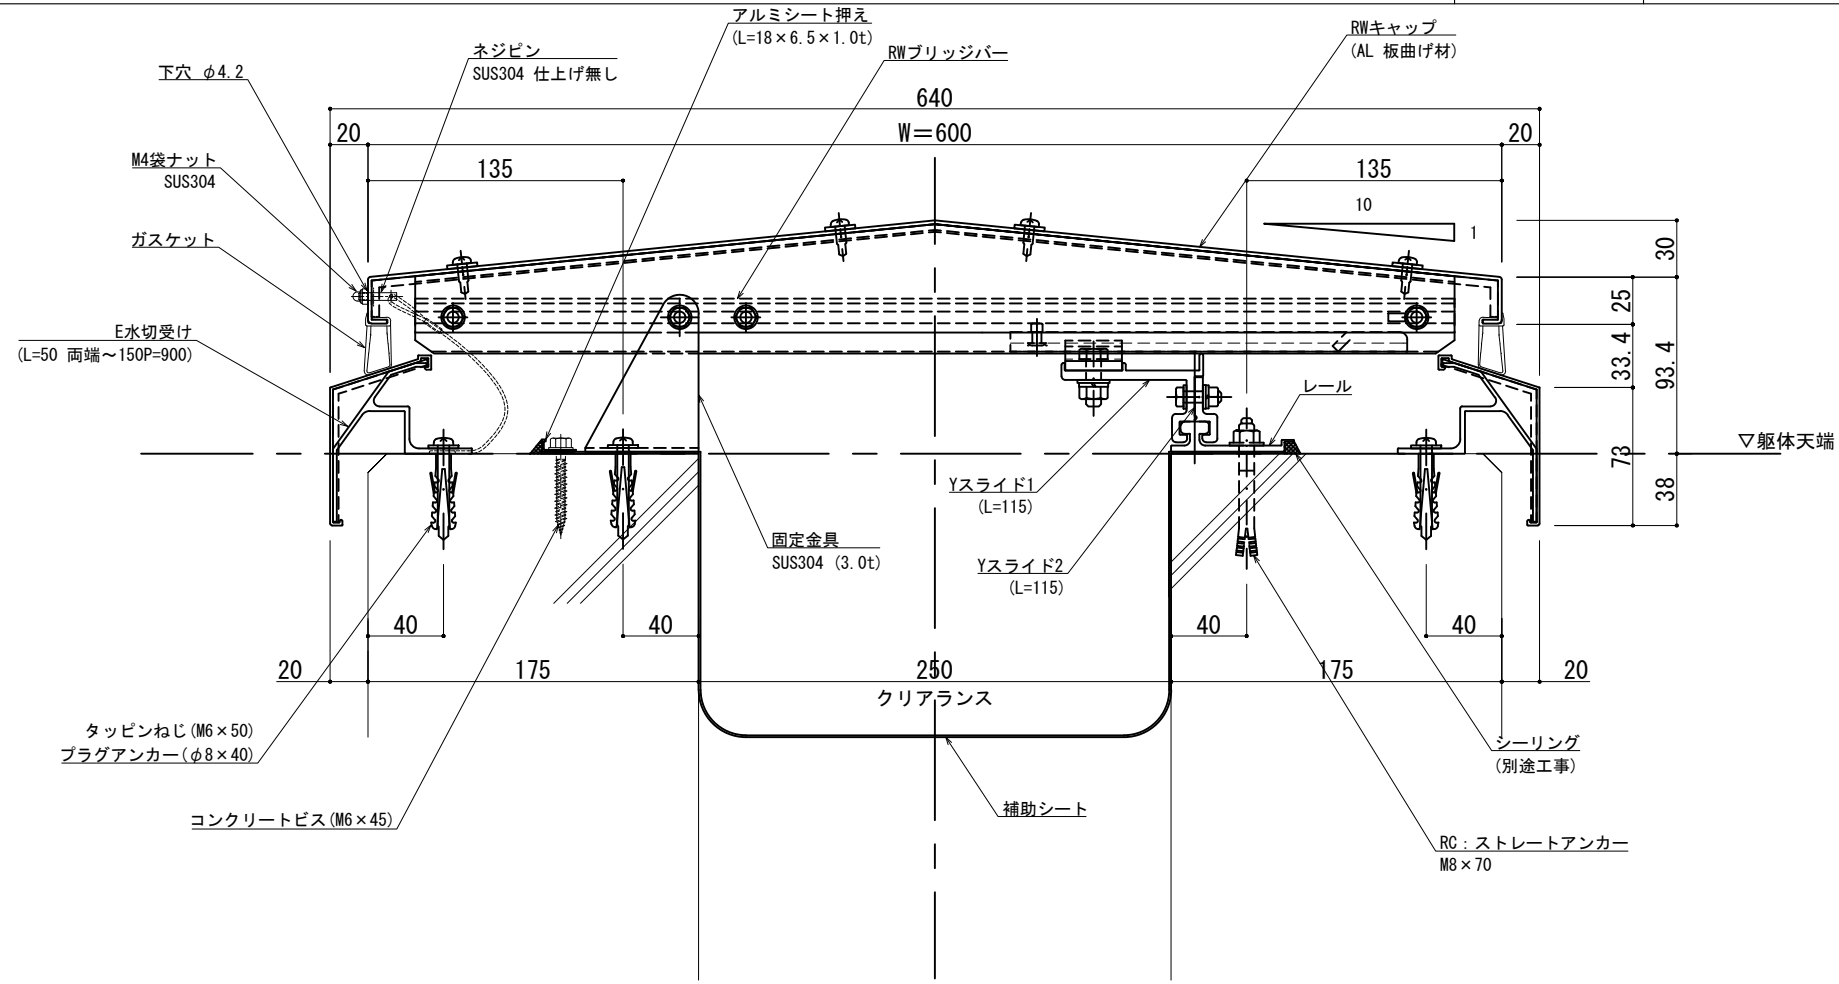 アルミシート押え
(L=18×6.5×1.0t)
RWキャップ
(AL 板曲げ材)
ネジピン
SUS304 仕上げ無し
RWブリッジバー
下穴 φ4.2
640
20
W=600
20
M4袋ナット
SUS304
135
135
10
1
30
ガスケット
25
E水切受け
(L=50 両端～150P=900)
33.4
93.4
レール
▽躯体天端
73
38
Yスライド1
(L=115)
固定金具
SUS304 (3.0t)
Yスライド2
(L=115)
40
40
40
40
20
175
250
175
20
クリアランス
タッピンねじ(M6×50)
プラグアンカー(φ8×40)
シーリング
(別途工事)
コンクリートビス(M6×45)
補助シート
RC：ストレートアンカー
M8×70